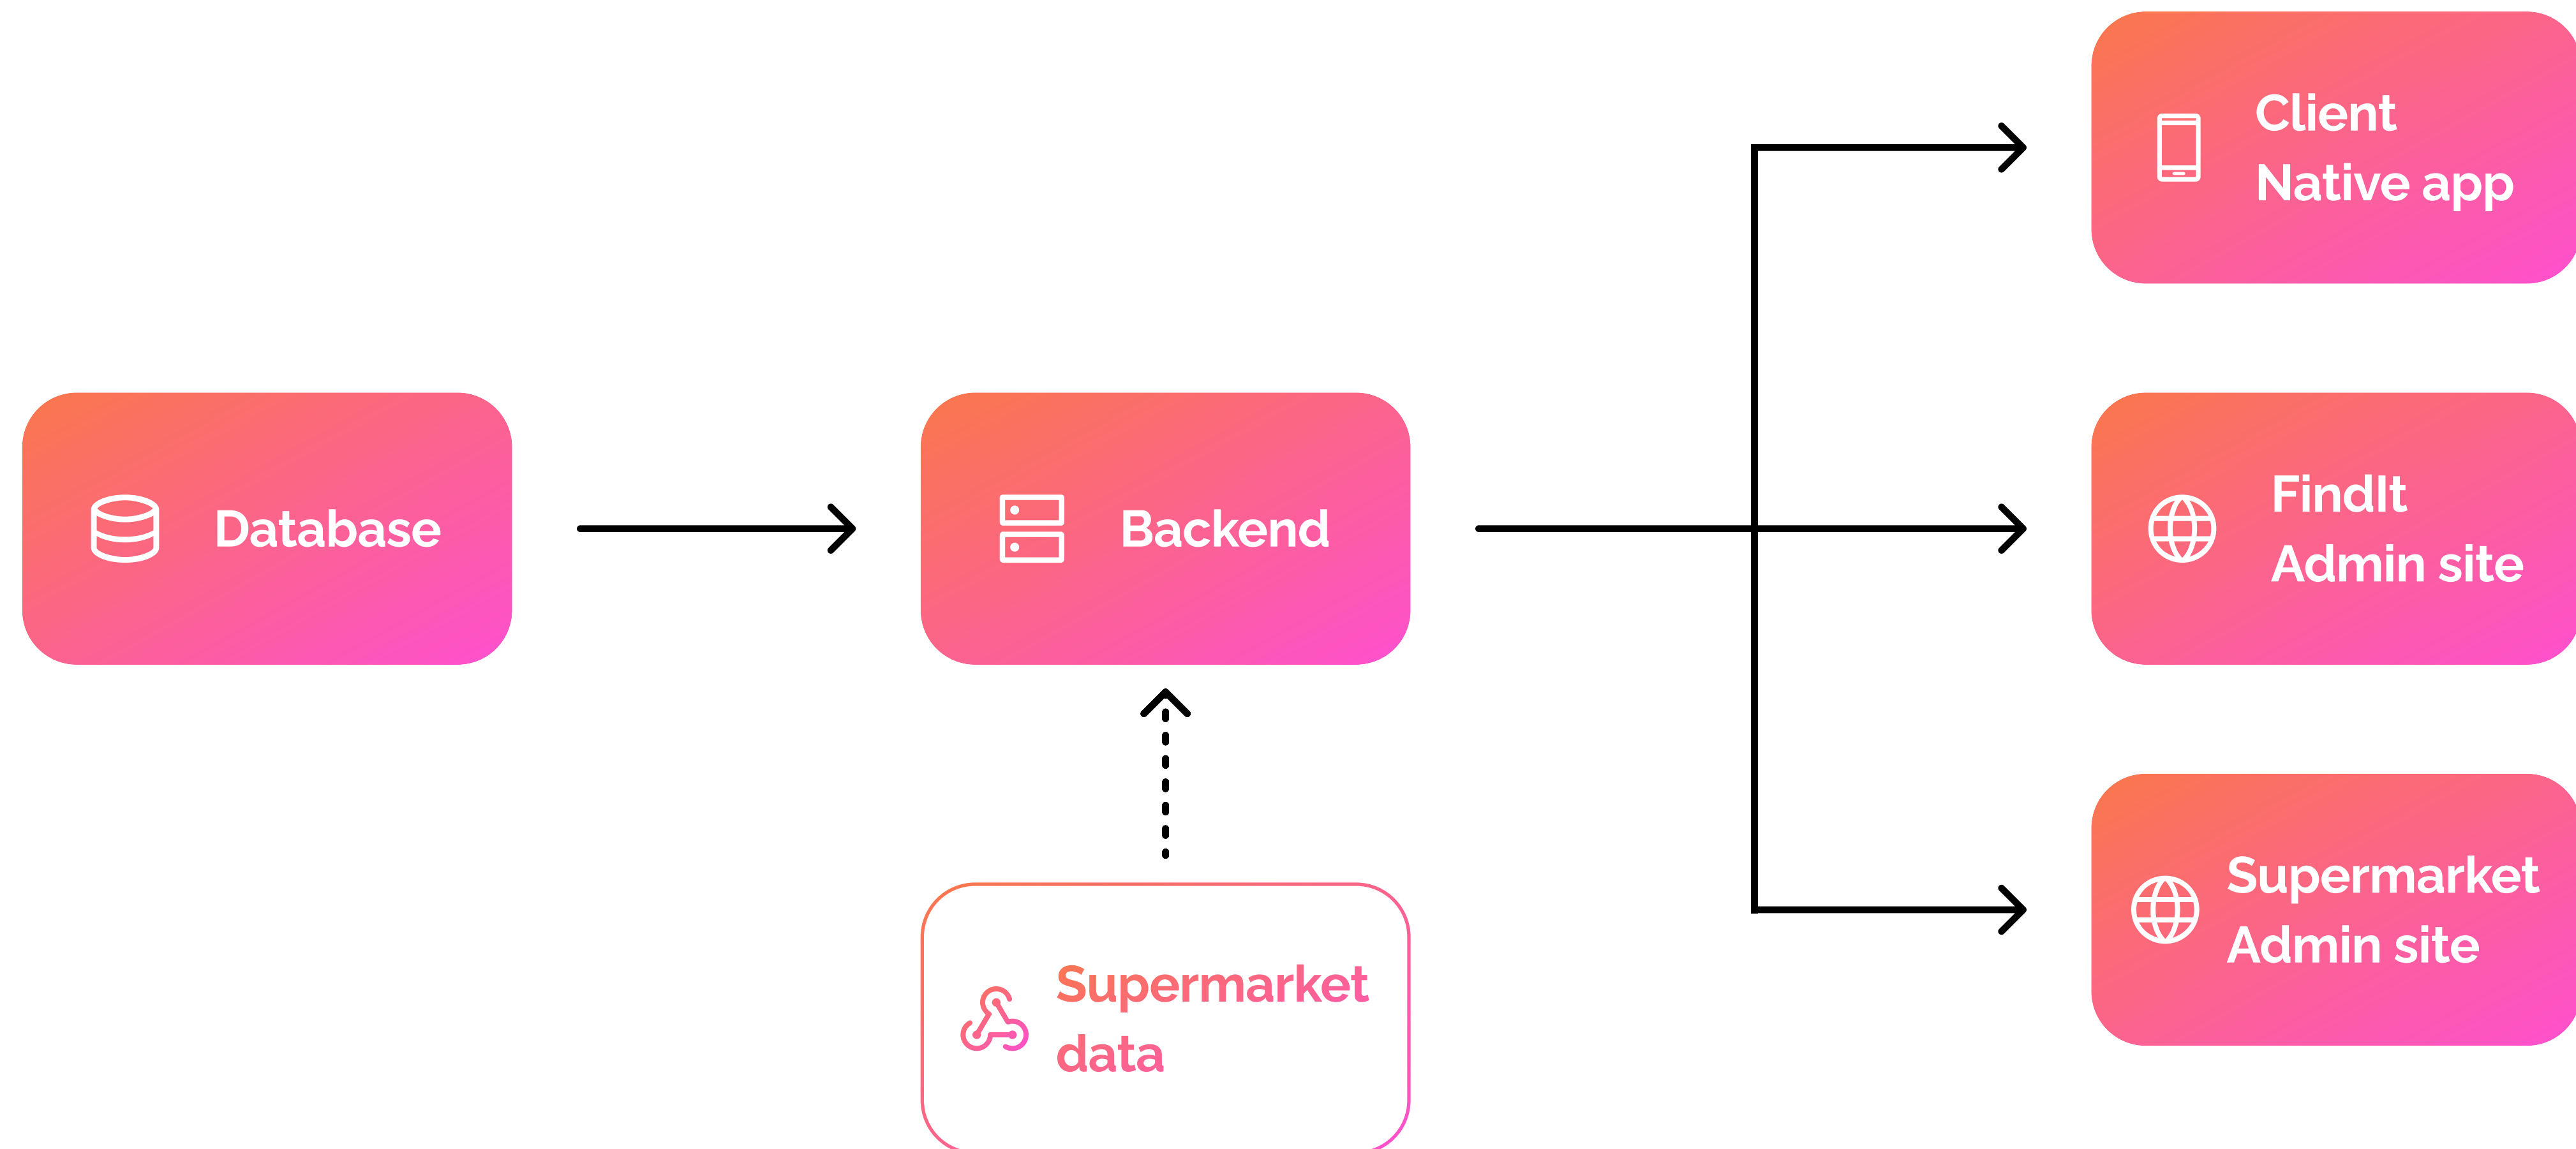 Client
Native app
Database
Backend
FindIt
Admin site
Supermarket
Admin site
Supermarket
data